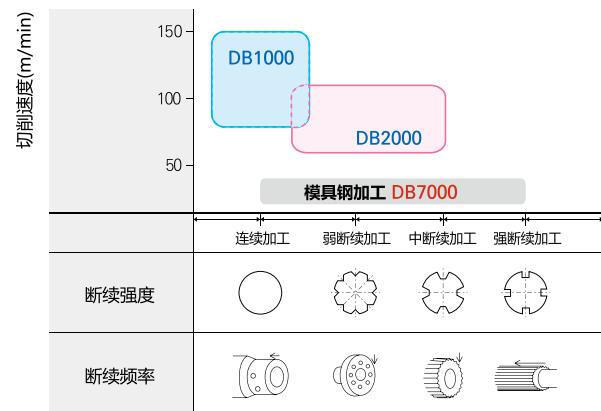 切削速度(m/min)
150
100
50
DB1000
DB2000
模具钢加工 DB7000
连续加工 弱断续加工 中断续加工 强断续加工
断续强度
断续频率